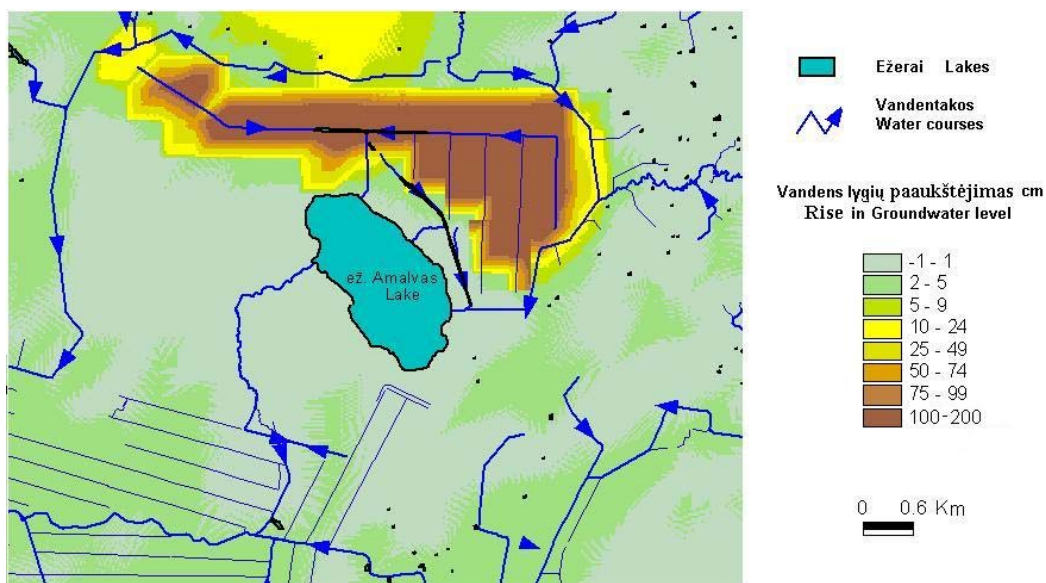 ež. Amalvas
Lake
Ežerai Lakes
Vandentakos
Water courses
Vandens lygių paaukštėjimas cm
Rise in Groundwater level
-1 - 1
2 - 5
5 - 9
10 - 24
25 - 49
50 - 74
75 - 99
100-200
0 0.6 Km